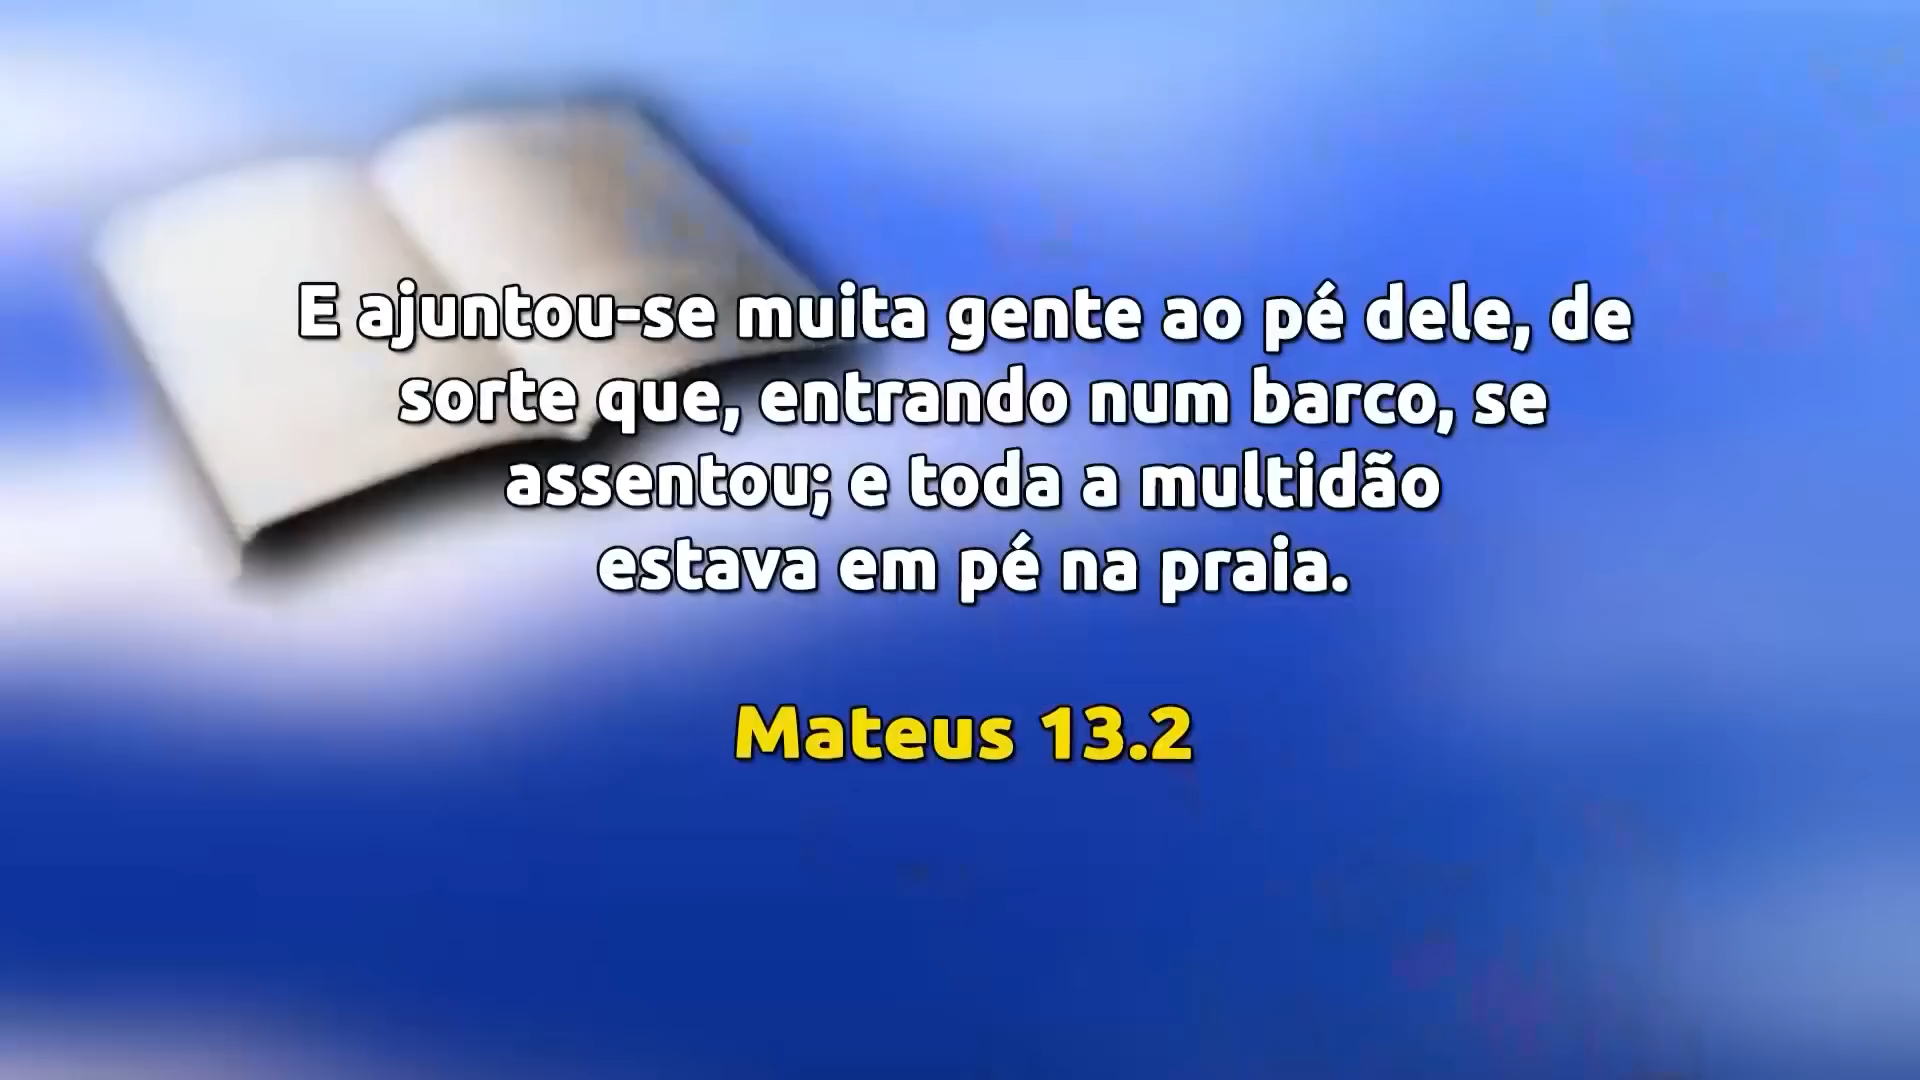 E ajuntou-se muita gente ao pé dele, de
sorte que, entrando num barco, se
assentou; e toda a multidão
estava em pé na praia.
Mateus 13.2